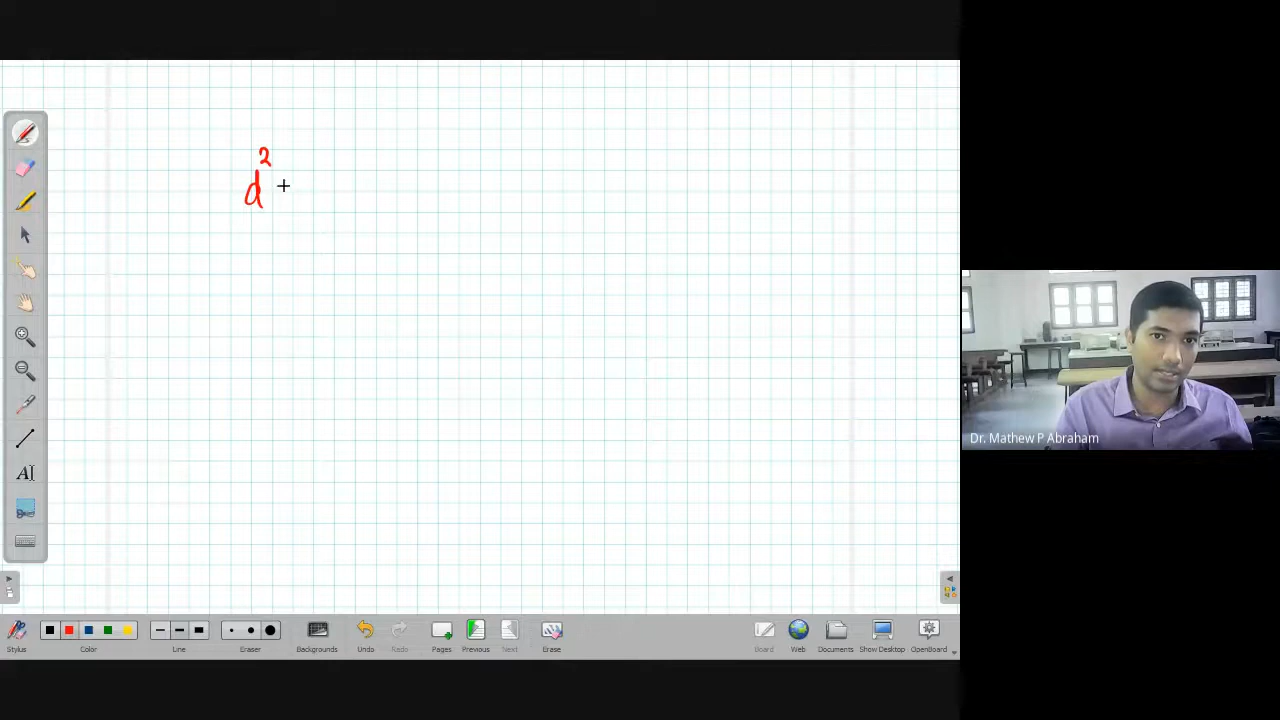 d²
Dr. Mathew P Abraham
Stylus Color Line Eraser Backgrounds Undo Redo Pages Previous Next Erase Board Web Documents Show Desktop OpenBoard